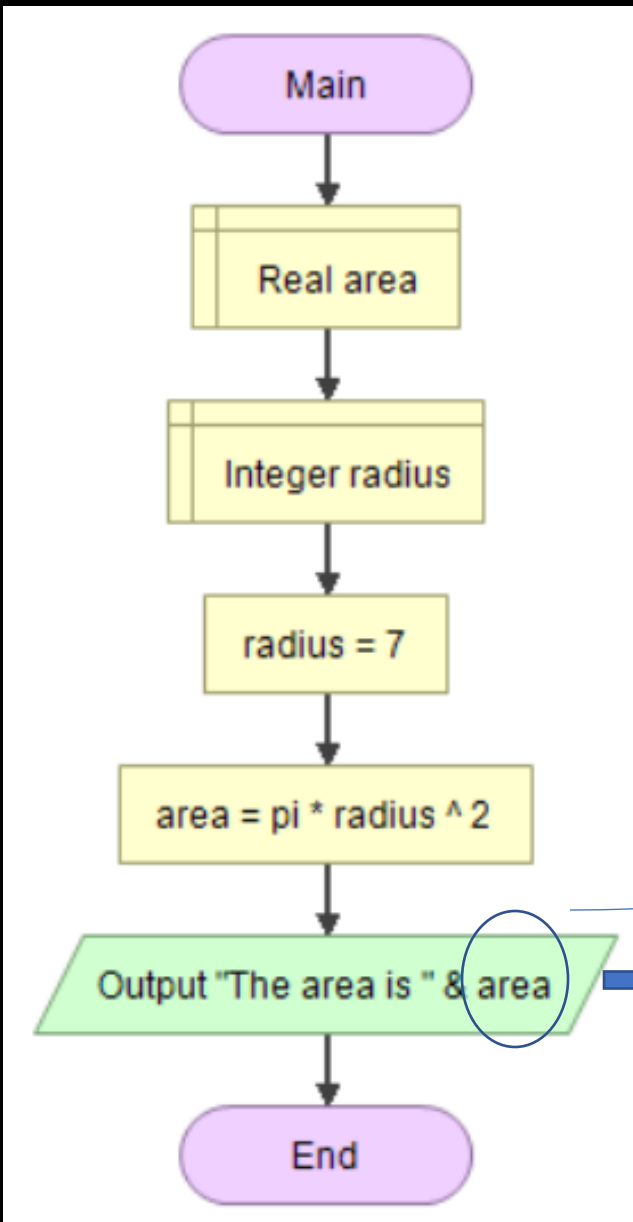 Main
Real area
Integer radius
radius = 7
area = pi * radius ^ 2
Output "The area is " & area
End